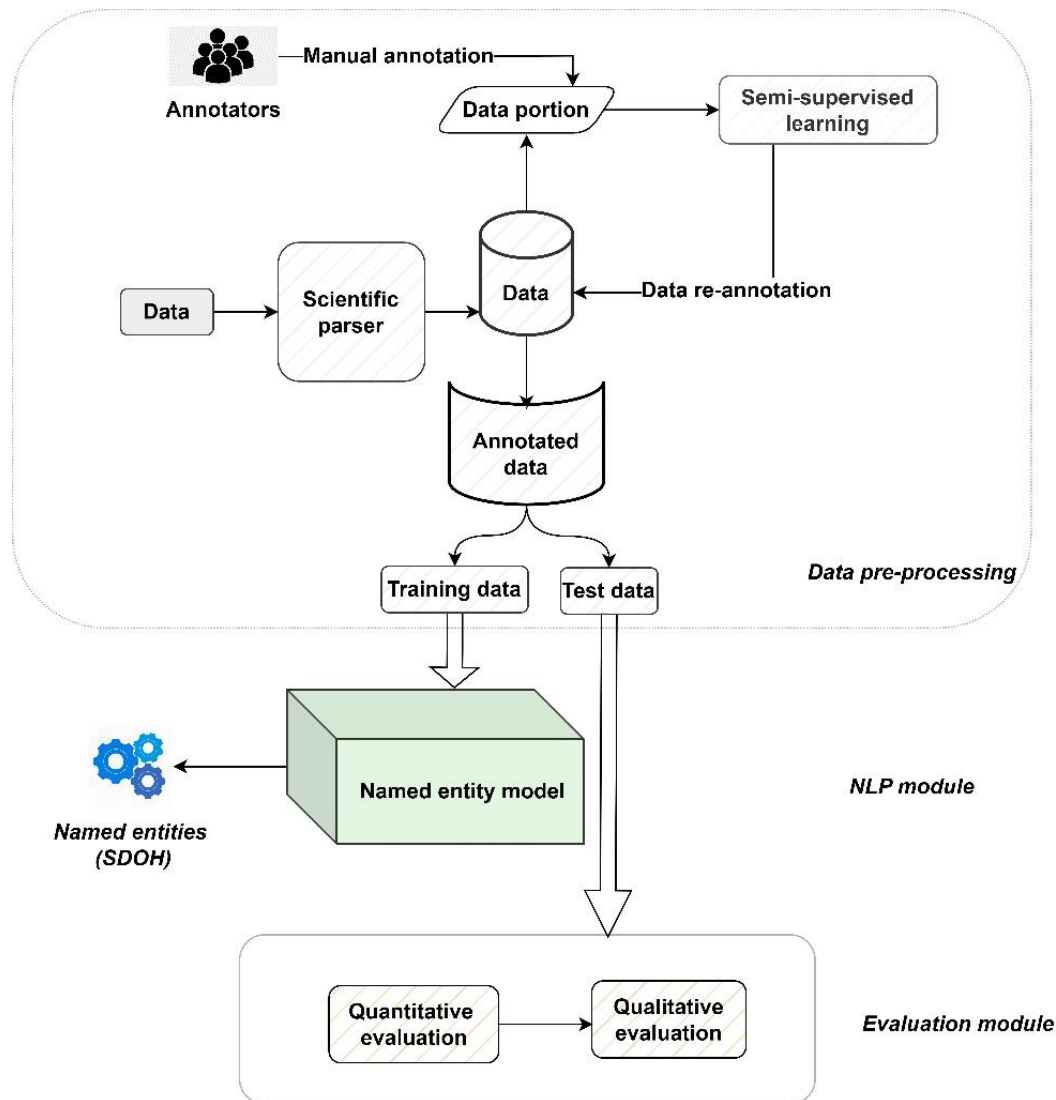 Manual annotation
Annotators
Data portion
Semi-supervised
learning
Data
Scientific
parser
Data
Data re-annotation
Annotated
data
Training data
Test data
Data pre-processing
Named entity model
NLP module
Named entities
(SDOH)
Quantitative
evaluation
Qualitative
evaluation
Evaluation module